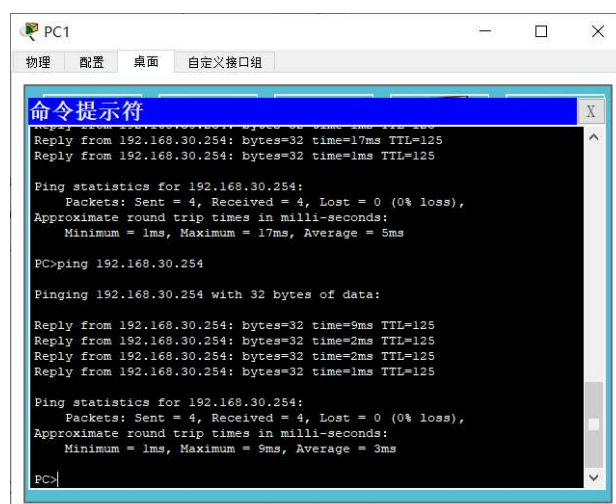 PC1
物理 配置 桌面 自定义接口组
命令提示符
X
Reply from 192.168.30.254: bytes=32 time=17ms TTL=125
Reply from 192.168.30.254: bytes=32 time=1ms TTL=125
Ping statistics for 192.168.30.254:
Packets: Sent = 4, Received = 4, Lost = 0 (0% loss),
Approximate round trip times in milli-seconds:
Minimum = 1ms, Maximum = 17ms, Average = 5ms
PC>ping 192.168.30.254
Pinging 192.168.30.254 with 32 bytes of data:
Reply from 192.168.30.254: bytes=32 time=9ms TTL=125
Reply from 192.168.30.254: bytes=32 time=2ms TTL=125
Reply from 192.168.30.254: bytes=32 time=2ms TTL=125
Reply from 192.168.30.254: bytes=32 time=1ms TTL=125
Ping statistics for 192.168.30.254:
Packets: Sent = 4, Received = 4, Lost = 0 (0% loss),
Approximate round trip times in milli-seconds:
Minimum = 1ms, Maximum = 9ms, Average = 3ms
PC>